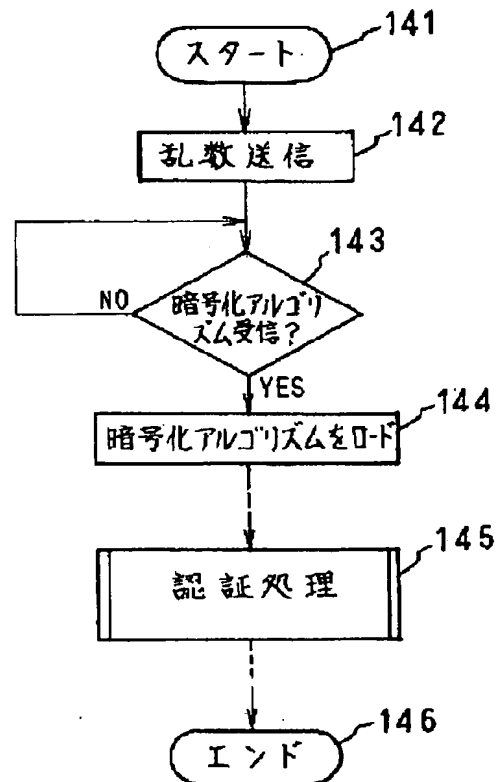 141
スタート
142
乱数送信
143
NO
暗号化アルゴリ
ズム受信?
YES
144
暗号化アルゴリズムをロード
145
認証処理
146
エンド